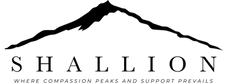 SHALLION
WHERE COMPASSION PEAKS AND SUPPORT PREVAILS